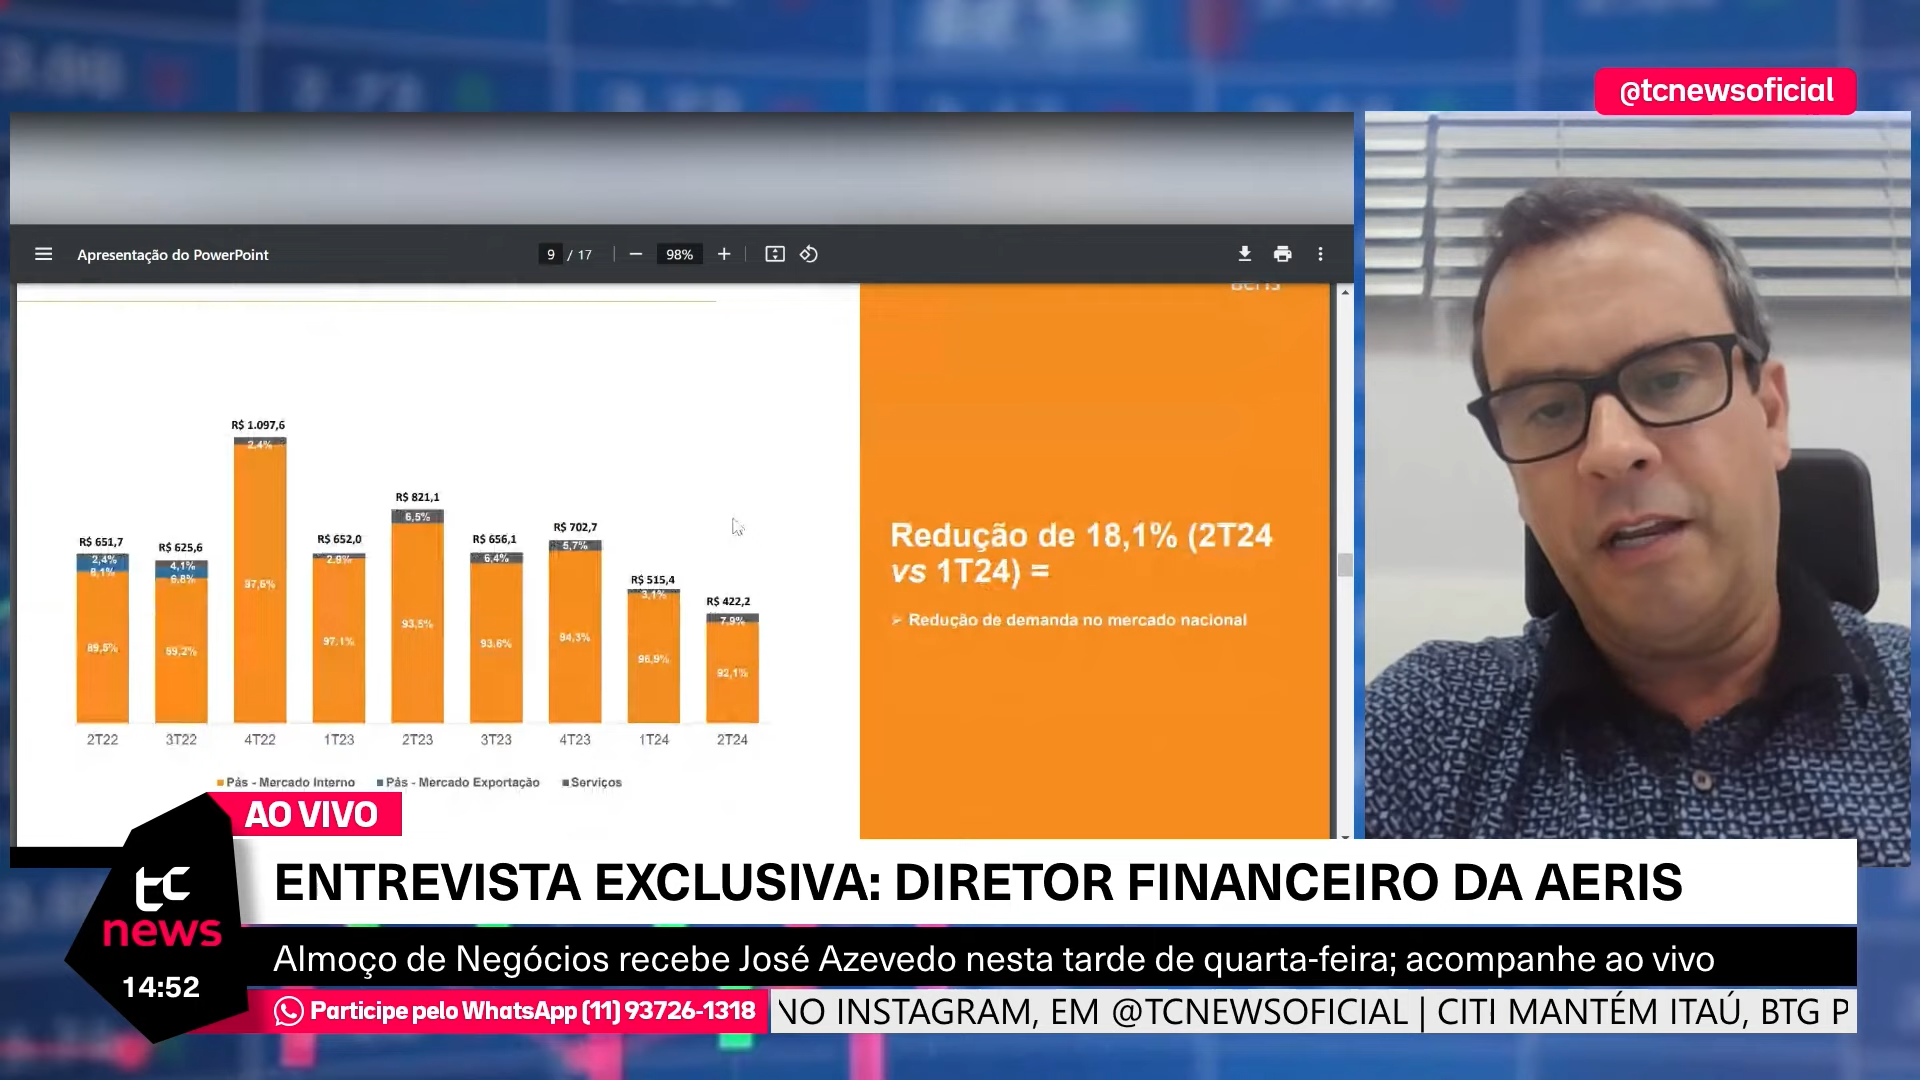 @tcnewsoficial
Apresentação do PowerPoint
9 / 17
98%
aeris
R$ 1.097,6
2.4%
R$ 821,1
6,5%
R$ 651,7
R$ 625,6
R$ 652,0
R$ 656,1
R$ 702,7
2,4%
8,1%
4,1%
6.8%
2.9%
6,4%
5,7%
R$ 515,4
3,1%
R$ 422,2
7.9%
97,6%
93,5%
89,5%
89,2%
97.1%
93.6%
94,3%
96,9%
92,1%
2T22
3T22
4T22
1T23
2T23
3T23
4T23
1T24
2T24
Pás - Mercado Interno
Pás - Mercado Exportação
Serviços
Redução de 18,1% (2T24
vs 1T24) =
➢ Redução de demanda no mercado nacional
AO VIVO
tc
news
14:52
ENTREVISTA EXCLUSIVA: DIRETOR FINANCEIRO DA AERIS
Almoço de Negócios recebe José Azevedo nesta tarde de quarta-feira; acompanhe ao vivo
Participe pelo WhatsApp (11) 93726-1318
NO INSTAGRAM, EM @TCNEWSOFICIAL | CITI MANTÉM ITAÚ, BTG P